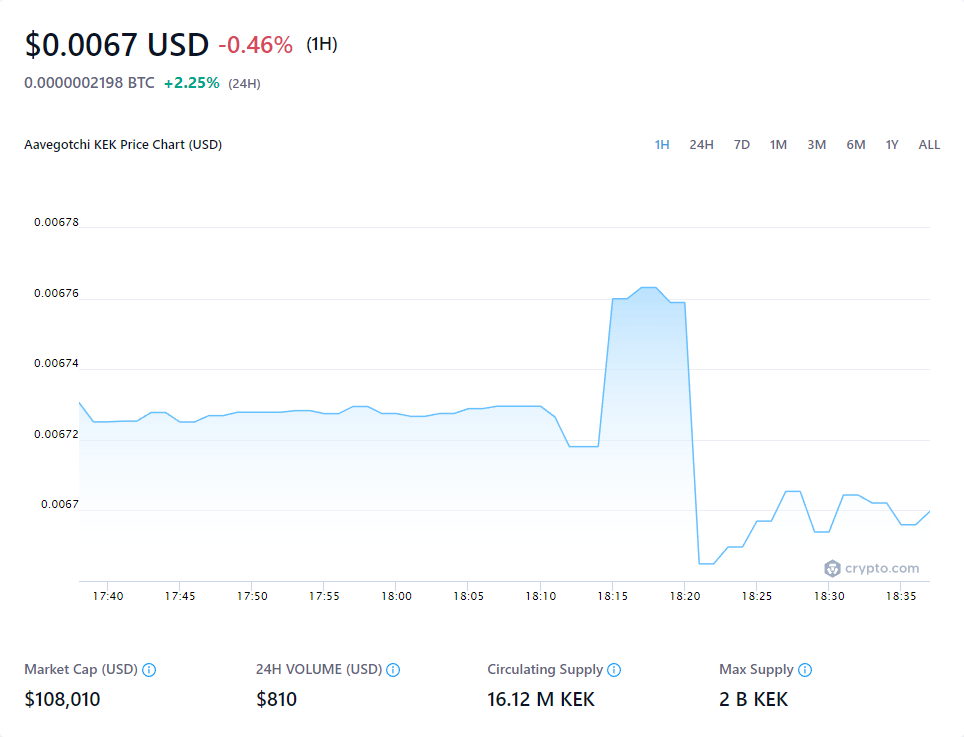 $0.0067 USD -0.46% (1H)
0.0000002198 BTC +2.25% (24H)
Aavegotchi KEK Price Chart (USD) 1H 24H 7D 1M 3M 6M 1Y ALL
0.00678
0.00676
0.00674
0.00672
0.0067
crypto.com
17:40 17:45 17:50 17:55 18:00 18:05 18:10 18:15 18:20 18:25 18:30 18:35
Market Cap (USD) 24H VOLUME (USD) Circulating Supply Max Supply
$108,010 $810 16.12 M KEK 2 B KEK